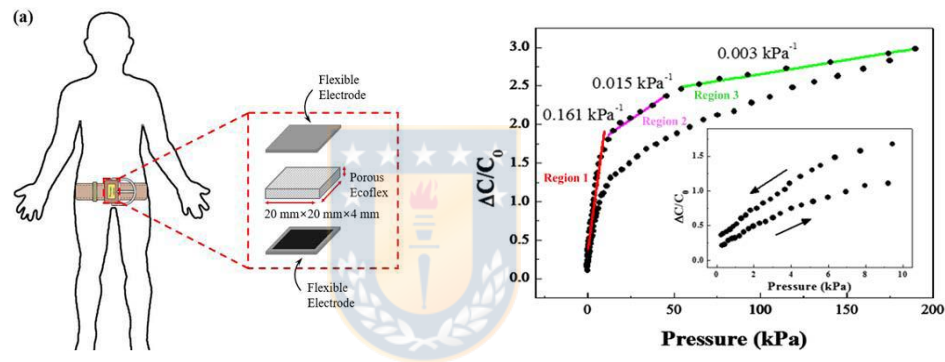 (a)
Flexible
Electrode
Porous
Ecoflex
20 mm×20 mm×4 mm
Flexible
Electrode
ΔC/C₀
3.0
2.5
2.0
1.5
1.0
0.5
0.0
0.161 kPa⁻¹
0.015 kPa⁻¹
0.003 kPa⁻¹
Region 1
Region 2
Region 3
ΔC/C₀
1.5
1.0
0.5
0.0
0 2 4 6 8 10
Pressure (kPa)
0 50 100 150 200
Pressure (kPa)